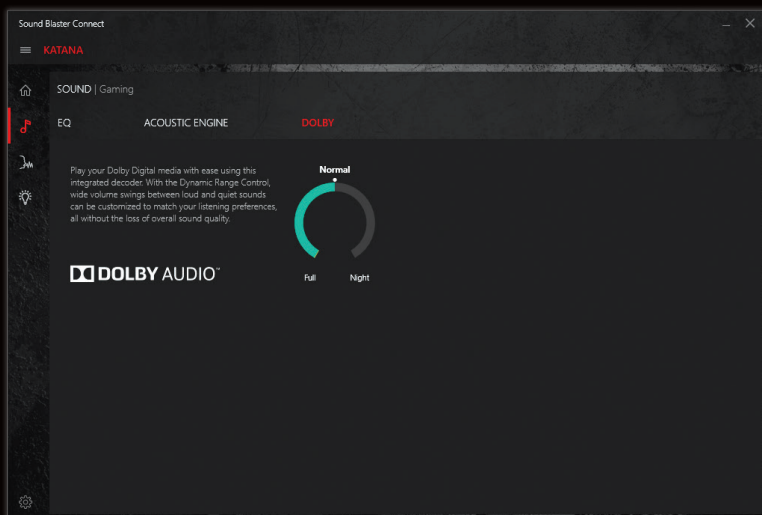 Sound Blaster Connect
KATANA
SOUND | Gaming
EQ ACOUSTIC ENGINE DOLBY
Play your Dolby Digital media with ease using this
integrated decoder. With the Dynamic Range Control,
wide volume swings between loud and quiet sounds
can be customized to match your listening preferences,
all without the loss of overall sound quality.
Normal
Full Night
DOLBY AUDIO™